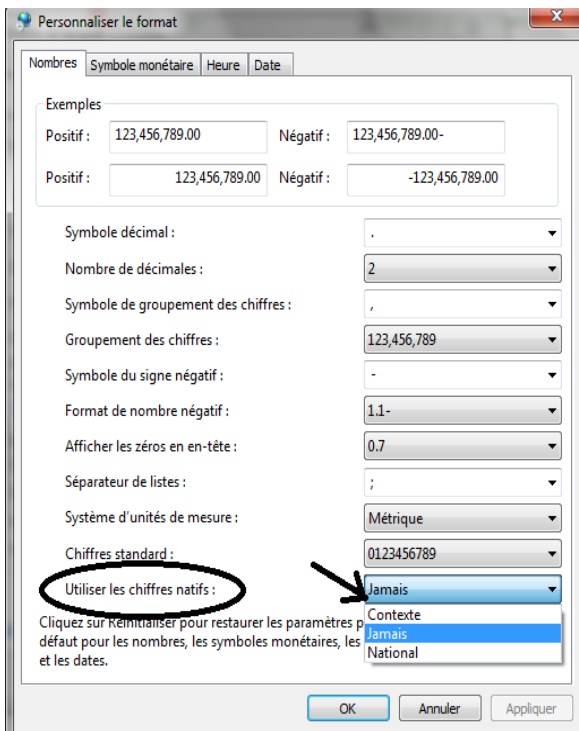 Personnaliser le format
Nombres Symbole monétaire Heure Date
Exemples
Positif : 123,456,789.00 Négatif : 123,456,789.00-
Positif : 123,456,789.00 Négatif : -123,456,789.00
Symbole décimal : .
Nombre de décimales : 2
Symbole de groupement des chiffres : ,
Groupement des chiffres : 123,456,789
Symbole du signe négatif : -
Format de nombre négatif : 1.1-
Afficher les zéros en en-tête : 0.7
Séparateur de listes : ;
Système d'unités de mesure : Métrique
Chiffres standard : 0123456789
Utiliser les chiffres natifs : Jamais
Contexte
Jamais
National
Cliquez sur Réinitialiser pour restaurer les paramètres p
défaut pour les nombres, les symboles monétaires, les
et les dates.
OK Annuler Appliquer